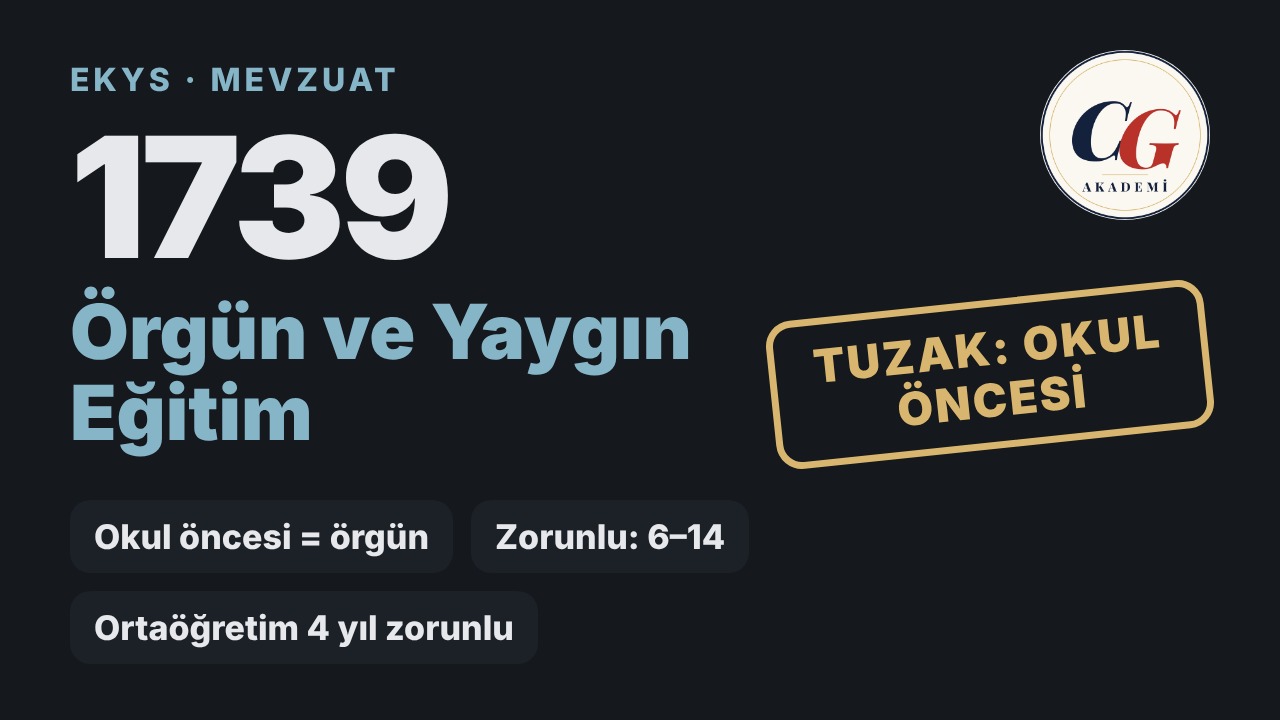 EKYS · MEVZUAT
1739
Örgün ve Yaygın
Eğitim
CG
AKADEMİ
TUZAK: OKUL
ÖNCESİ
Okul öncesi = örgün
Zorunlu: 6–14
Ortaöğretim 4 yıl zorunlu